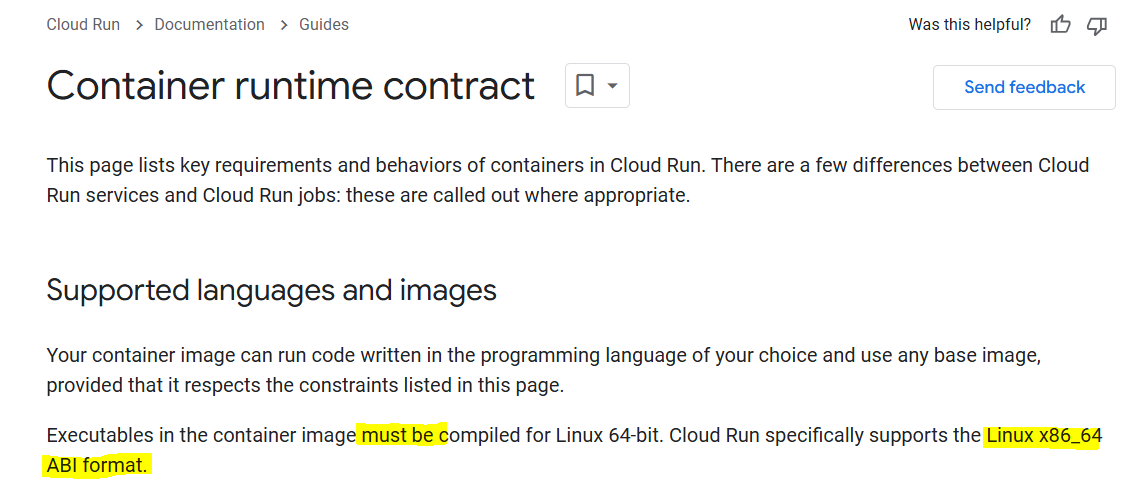 Cloud Run > Documentation > Guides
Was this helpful?
Container runtime contract
Send feedback
This page lists key requirements and behaviors of containers in Cloud Run. There are a few differences between Cloud
Run services and Cloud Run jobs: these are called out where appropriate.
Supported languages and images
Your container image can run code written in the programming language of your choice and use any base image,
provided that it respects the constraints listed in this page.
Executables in the container image must be compiled for Linux 64-bit. Cloud Run specifically supports the Linux x86_64
ABI format.